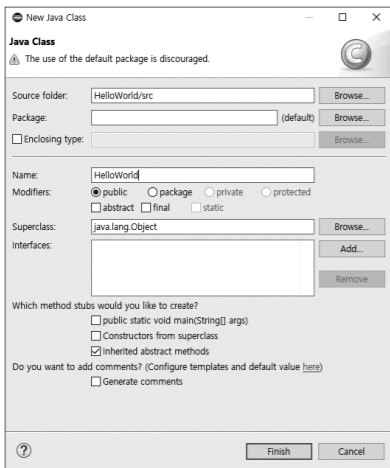 New Java Class
Java Class
The use of the default package is discouraged.
Source folder: HelloWorld/src Browse...
Package: (default) Browse...
Enclosing type: Browse...
Name: HelloWorld
Modifiers: public package private protected
abstract final static
Superclass: java.lang.Object Browse...
Interfaces: Add...
Remove
Which method stubs would you like to create?
public static void main(String[] args)
Constructors from superclass
Inherited abstract methods
Do you want to add comments? (Configure templates and default value here)
Generate comments
Finish Cancel